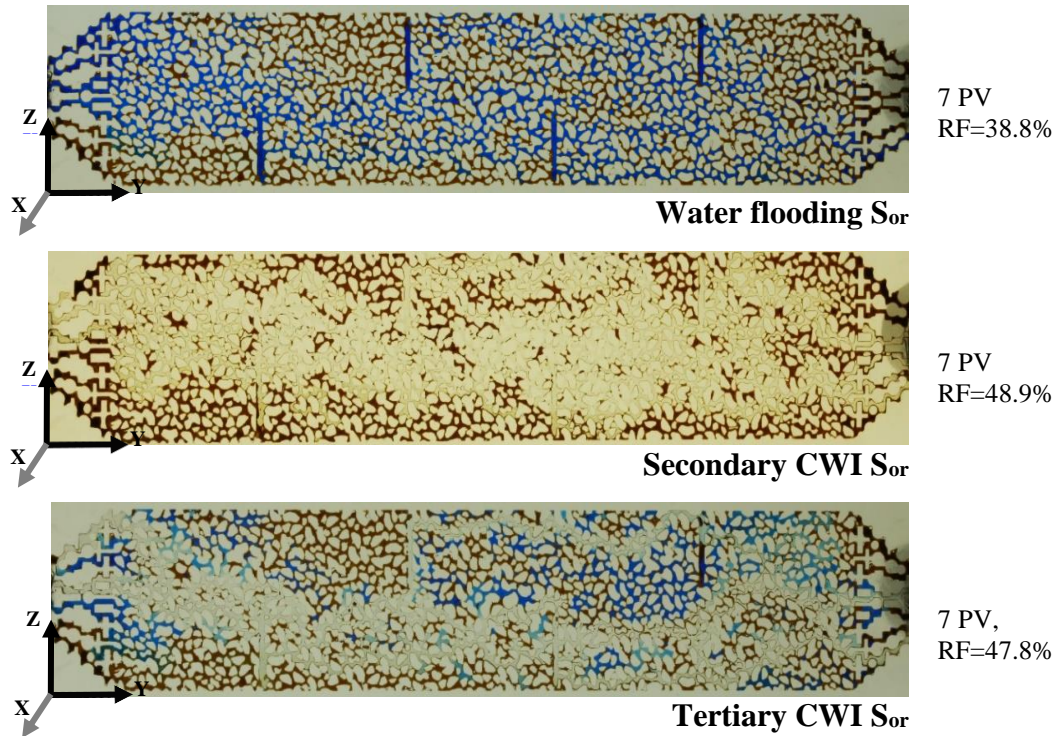 Z
Y
X
7 PV
RF=38.8%
Water flooding Sor
Z
Y
X
7 PV
RF=48.9%
Secondary CWI Sor
Z
Y
X
7 PV,
RF=47.8%
Tertiary CWI Sor